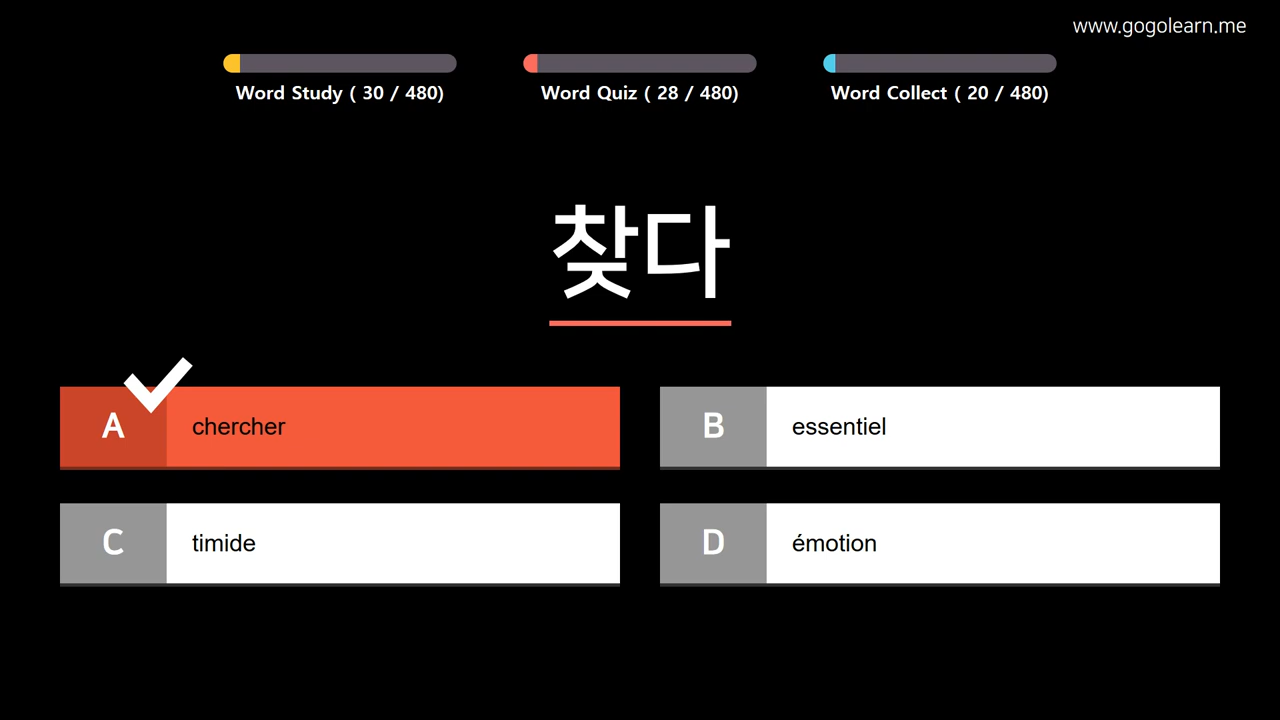 www.gogolearn.me
Word Study ( 30 / 480)
Word Quiz ( 28 / 480)
Word Collect ( 20 / 480)
찾다
A chercher
B essentiel
C timide
D émotion